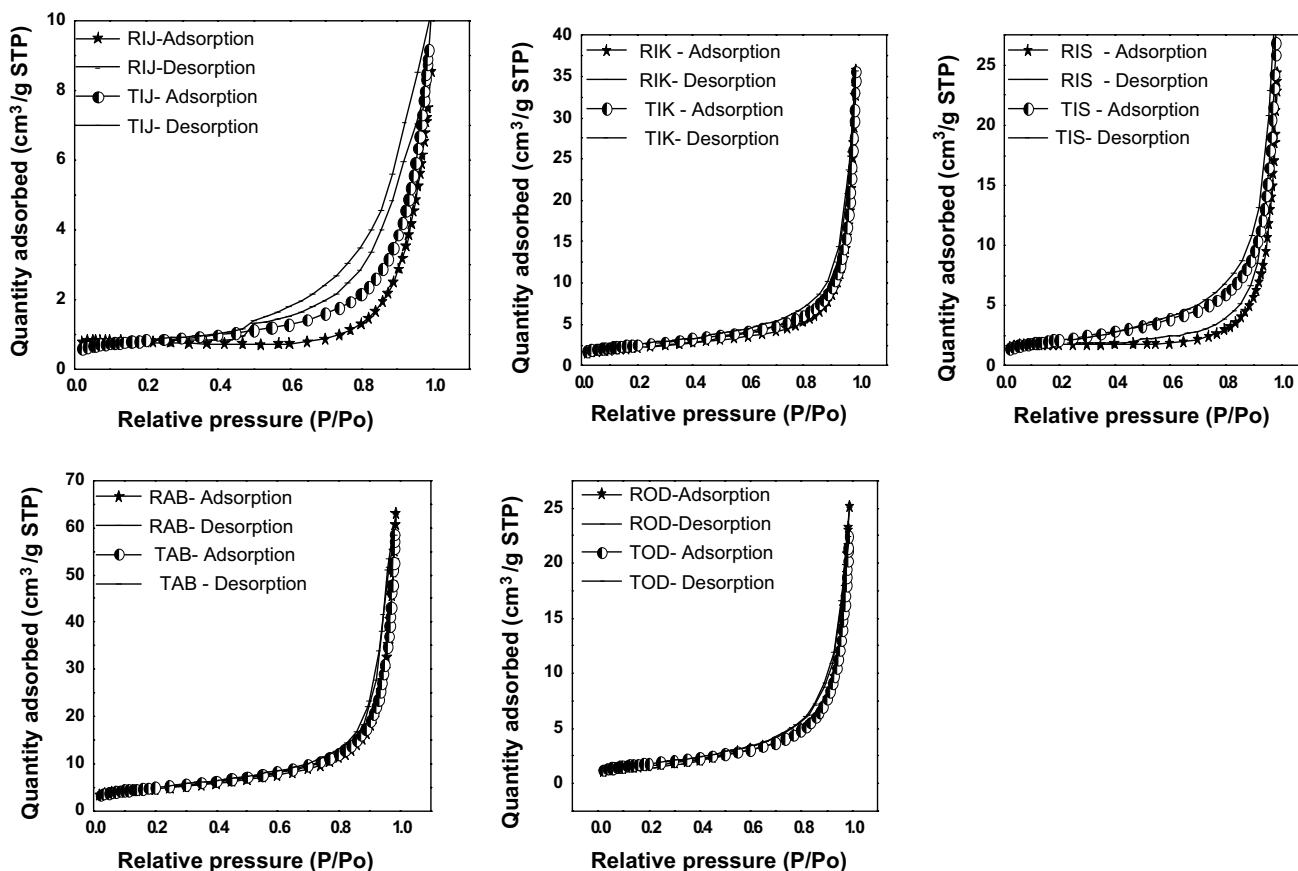 10
8
6
4
2
0
Quantity adsorbed (cm³/g STP)
RIJ-Adsorption
RIJ-Desorption
TIJ- Adsorption
TIJ- Desorption
0.0 0.2 0.4 0.6 0.8 1.0
Relative pressure (P/Po)
40
35
30
25
20
15
10
5
0
Quantity adsorbed (cm³/g STP)
RIK - Adsorption
RIK- Desorption
TIK - Adsorption
TIK- Desorption
0.0 0.2 0.4 0.6 0.8 1.0
Relative pressure (P/Po)
25
20
15
10
5
0
Quantity adsorbed (cm³/g STP)
RIS - Adsorption
RIS - Desorption
TIS - Adsorption
TIS- Desorption
0.0 0.2 0.4 0.6 0.8 1.0
Relative pressure (P/Po)
70
60
50
40
30
20
10
0
Quantity adsorbed (cm³/g STP)
RAB- Adsorption
RAB- Desorption
TAB- Adsorption
TAB - Desorption
0.0 0.2 0.4 0.6 0.8 1.0
Relative pressure (P/Po)
25
20
15
10
5
0
Quantity adsorbed (cm³/g STP)
ROD-Adsorption
ROD-Desorption
TOD- Adsorption
TOD- Desorption
0.0 0.2 0.4 0.6 0.8 1.0
Relative pressure (P/Po)